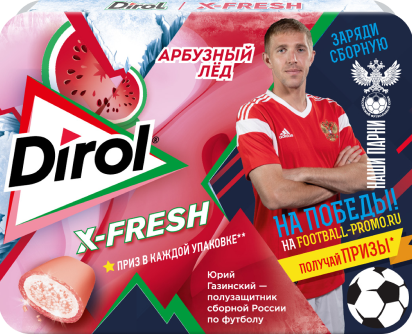 Dirol / X-FRESH
АРБУЗНЫЙ
ЛЁД
ЗАРЯДИ
СБОРНУЮ
Dirol®
X-FRESH
★ ПРИЗ В КАЖДОЙ УПАКОВКЕ**
НАШИ ПАРНИ
НА ПОБЕДЫ!
НА FOOTBALL-PROMO.RU
ПОЛУЧАЙ ПРИЗЫ*
Юрий
Газинский —
полузащитник
сборной России
по футболу
adidas